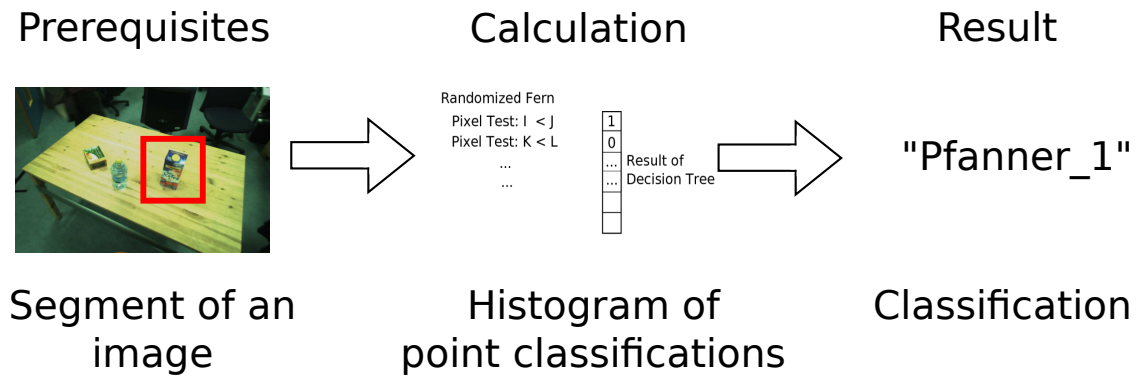 Prerequisites
Calculation
Result
Randomized Fern
Pixel Test: I < J
Pixel Test: K < L
...
...
1
0
...
...
Result of
Decision Tree
"Pfanner_1"
Segment of an
image
Histogram of
point classifications
Classification